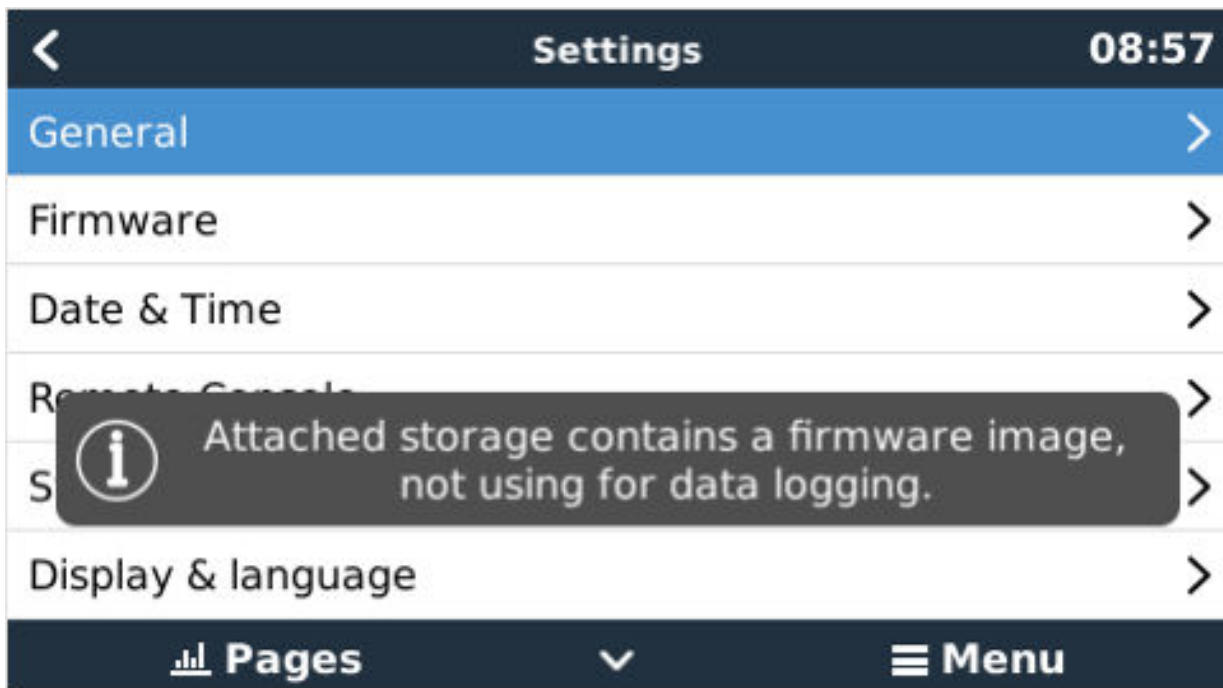 Settings 08:57
General
Firmware
Date & Time
Attached storage contains a firmware image,
not using for data logging.
Display & language
Pages Menu